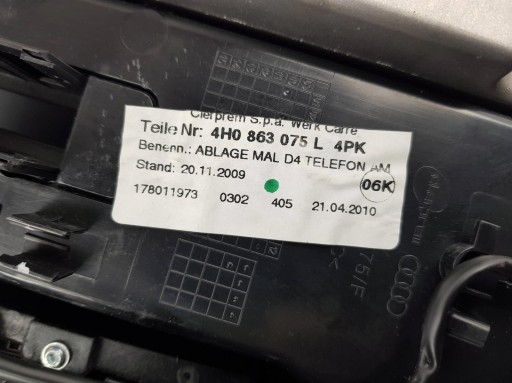 Cierprem S.p.a. Werk Carre
Teile Nr: 4H0 863 075 L 4PK
Benenn.: ABLAGE MAL D4 TELEFON AM
Stand: 20.11.2009
06K
178011973 0302 405 21.04.2010
75/F